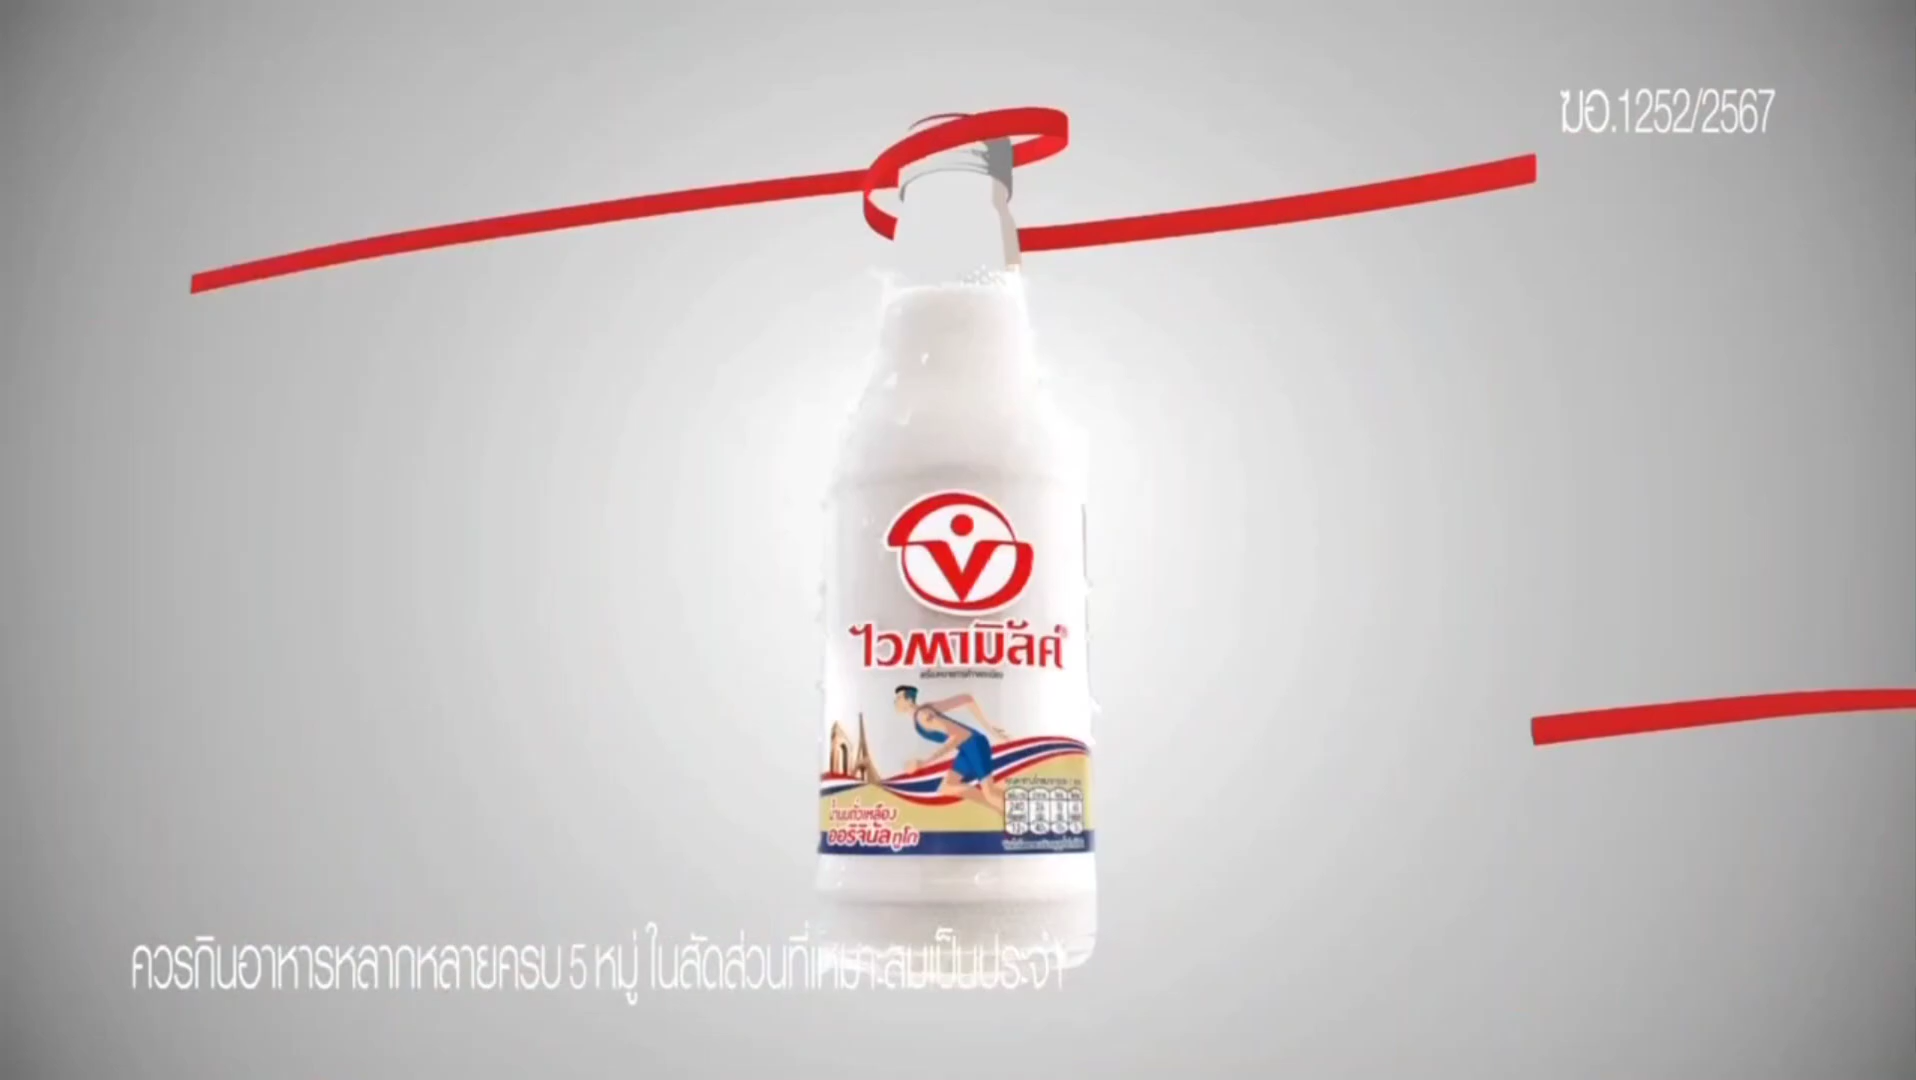 ฆอ.1252/2567
ไวตามิ้ลค์
น้ำนมถั่วเหลือง
ออริจินัล ทูโก
ควรกินอาหารหลากหลายครบ 5 หมู่ ในสัดส่วนที่เหมาะสมเป็นประจำ